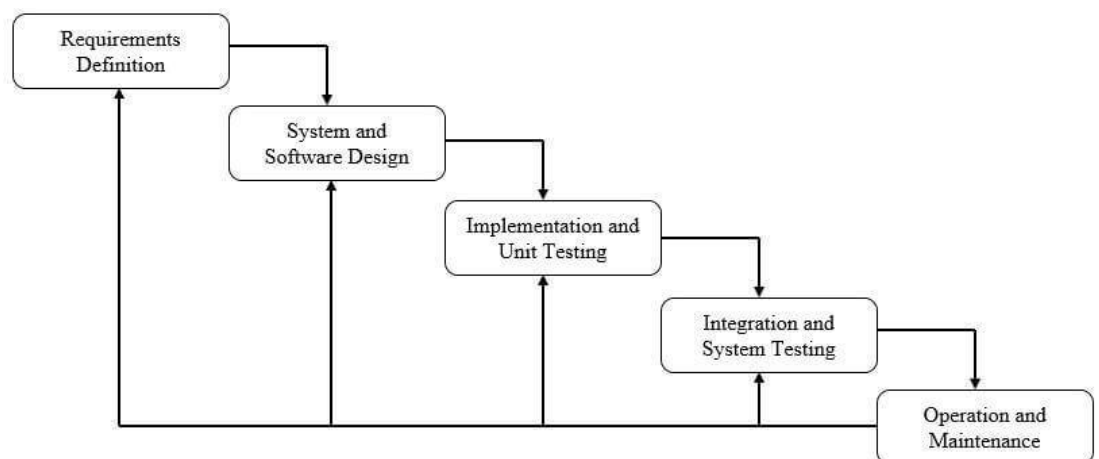 Requirements
Definition
System and
Software Design
Implementation and
Unit Testing
Integration and
System Testing
Operation and
Maintenance